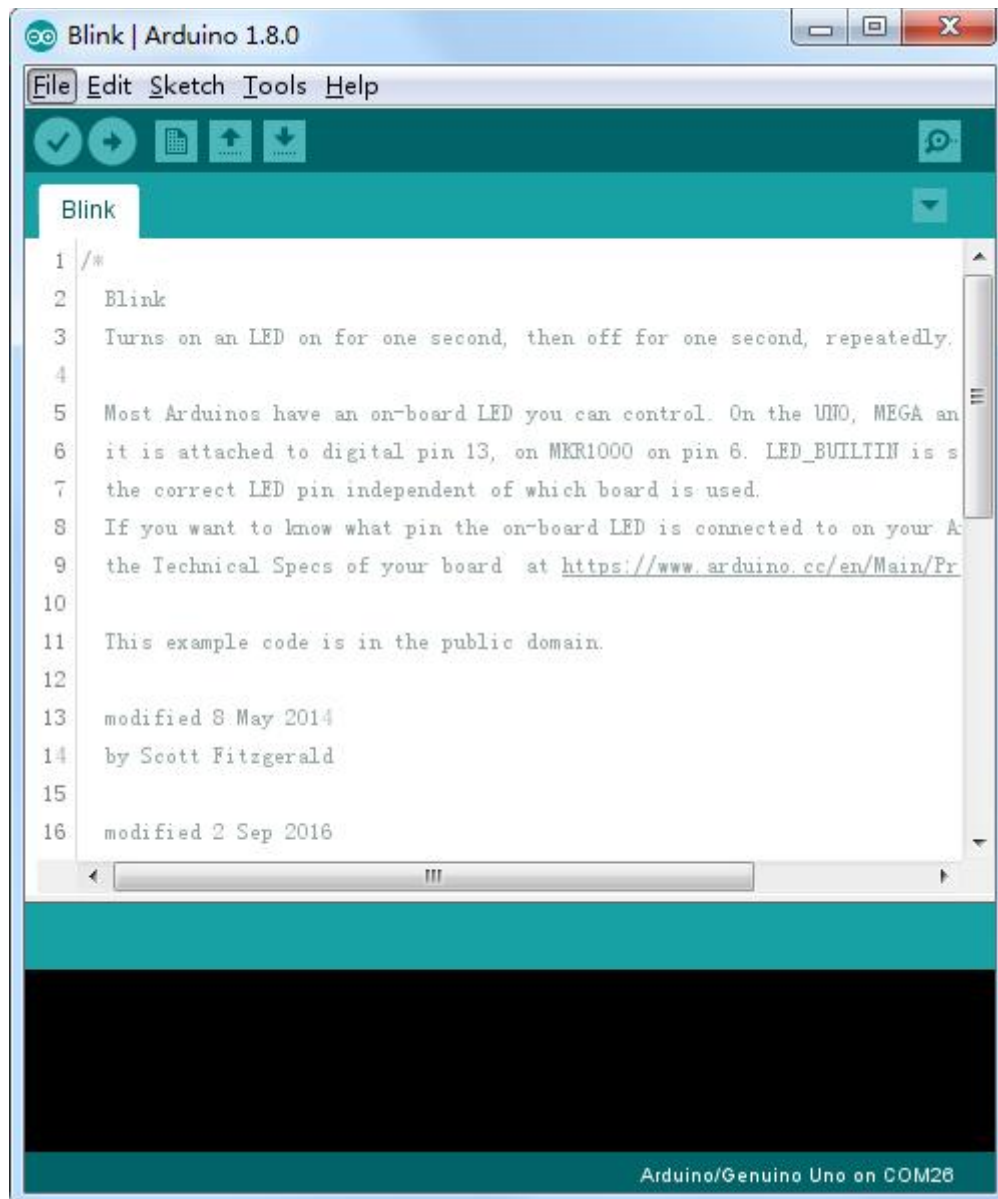 Blink | Arduino 1.8.0
File Edit Sketch Tools Help
Blink
1 /*
2 Blink
3 Turns on an LED on for one second, then off for one second, repeatedly.
4
5 Most Arduinos have an on-board LED you can control. On the UNO, MEGA an
6 it is attached to digital pin 13, on MKR1000 on pin 6. LED_BUILTIN is s
7 the correct LED pin independent of which board is used.
8 If you want to know what pin the on-board LED is connected to on your A
9 the Technical Specs of your board at https://www.arduino.cc/en/Main/Pr
10
11 This example code is in the public domain.
12
13 modified 8 May 2014
14 by Scott Fitzgerald
15
16 modified 2 Sep 2016
Arduino/Genuino Uno on COM26